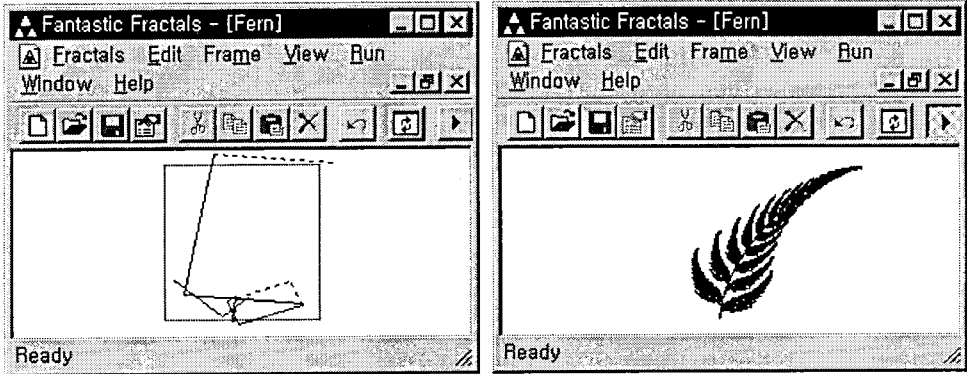 Fantastic Fractals - [Fern]
Fractals Edit Frame View Run
Window Help
Ready
Fantastic Fractals - [Fern]
Fractals Edit Frame View Run
Window Help
Ready